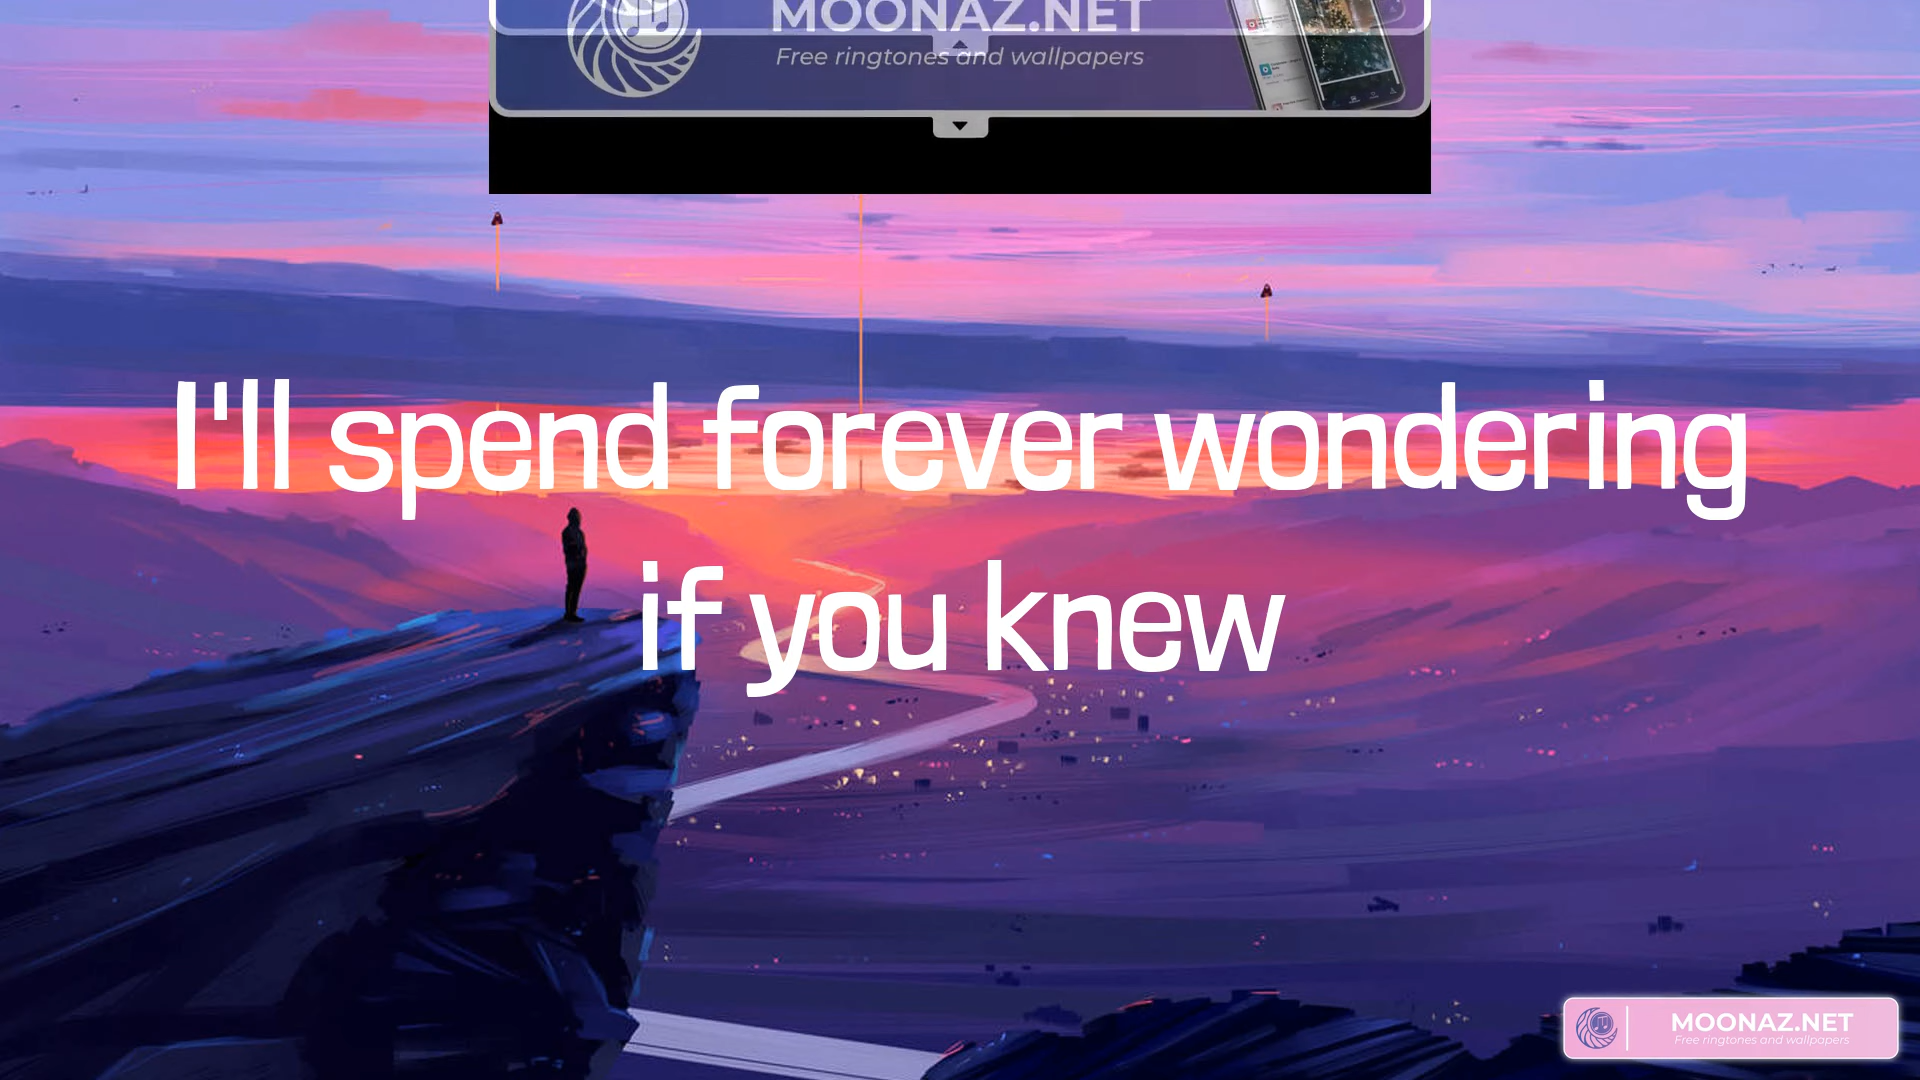 MOONAZ.NET
Free ringtones and wallpapers
I'll spend forever wondering
if you knew
MOONAZ.NET
Free ringtones and wallpapers